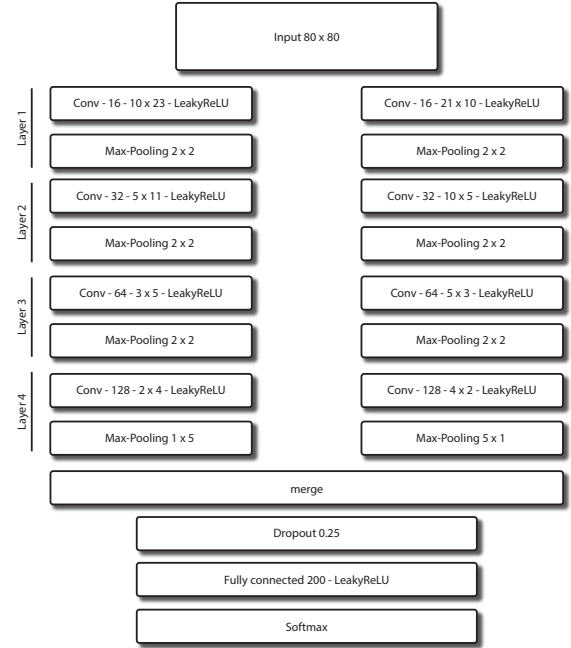 Input 80 x 80
Layer 1
Conv - 16 - 10 x 23 - LeakyReLU
Conv - 16 - 21 x 10 - LeakyReLU
Max-Pooling 2 x 2
Max-Pooling 2 x 2
Layer 2
Conv - 32 - 5 x 11 - LeakyReLU
Conv - 32 - 10 x 5 - LeakyReLU
Max-Pooling 2 x 2
Max-Pooling 2 x 2
Layer 3
Conv - 64 - 3 x 5 - LeakyReLU
Conv - 64 - 5 x 3 - LeakyReLU
Max-Pooling 2 x 2
Max-Pooling 2 x 2
Layer 4
Conv - 128 - 2 x 4 - LeakyReLU
Conv - 128 - 4 x 2 - LeakyReLU
Max-Pooling 1 x 5
Max-Pooling 5 x 1
merge
Dropout 0.25
Fully connected 200 - LeakyReLU
Softmax